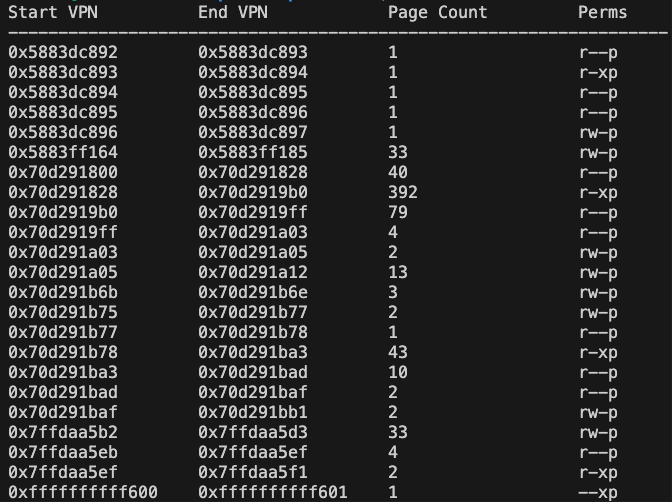 Start VPN End VPN Page Count Perms
------------------------------------------------------------------
0x5883dc892 0x5883dc893 1 r--p
0x5883dc893 0x5883dc894 1 r-xp
0x5883dc894 0x5883dc895 1 r--p
0x5883dc895 0x5883dc896 1 r--p
0x5883dc896 0x5883dc897 1 rw-p
0x5883ff164 0x5883ff185 33 rw-p
0x70d291800 0x70d291828 40 r--p
0x70d291828 0x70d2919b0 392 r-xp
0x70d2919b0 0x70d2919ff 79 r--p
0x70d2919ff 0x70d291a03 4 r--p
0x70d291a03 0x70d291a05 2 rw-p
0x70d291a05 0x70d291a12 13 rw-p
0x70d291b6b 0x70d291b6e 3 rw-p
0x70d291b75 0x70d291b77 2 rw-p
0x70d291b77 0x70d291b78 1 r--p
0x70d291b78 0x70d291ba3 43 r-xp
0x70d291ba3 0x70d291bad 10 r--p
0x70d291bad 0x70d291baf 2 r--p
0x70d291baf 0x70d291bb1 2 rw-p
0x7ffdaa5b2 0x7ffdaa5d3 33 rw-p
0x7ffdaa5eb 0x7ffdaa5ef 4 r--p
0x7ffdaa5ef 0x7ffdaa5f1 2 r-xp
0xffffffffff600 0xffffffffff601 1 --xp